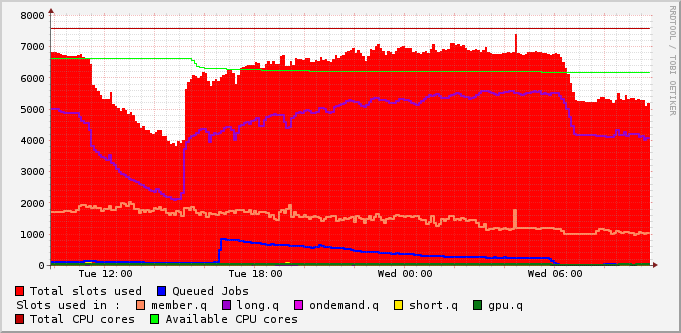 8000
7000
6000
5000
4000
3000
2000
1000
0
Tue 12:00 Tue 18:00 Wed 00:00 Wed 06:00
RRDTOOL / TOBI OETIKER
Total slots used Queued Jobs
Slots used in : member.q long.q ondemand.q short.q gpu.q
Total CPU cores Available CPU cores